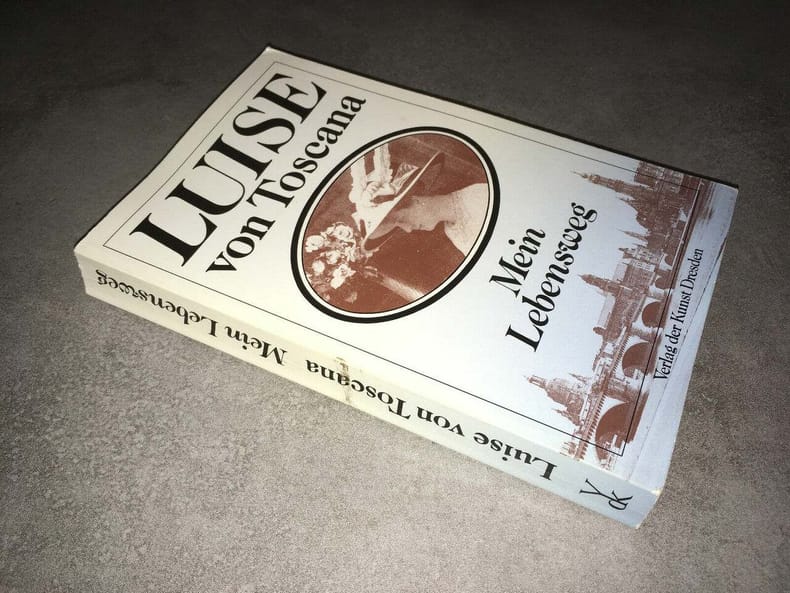 LUISE
von Toscana
Mein
Lebensweg
Verlag der Kunst Dresden
Luise von Toscana Mein Lebensweg
VdK